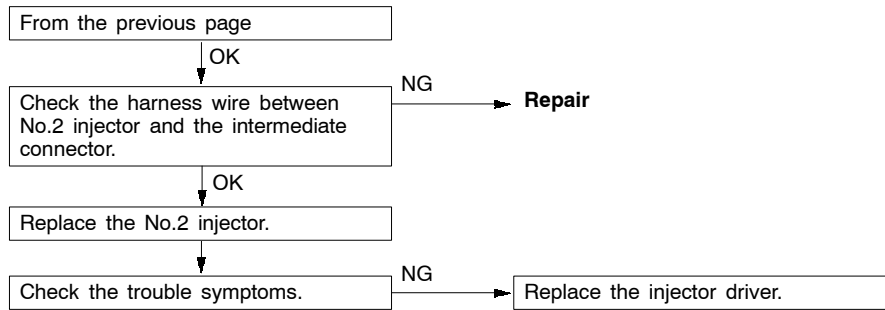 From the previous page
OK
Check the harness wire between
No.2 injector and the intermediate
connector.
NG
Repair
OK
Replace the No.2 injector.
Check the trouble symptoms.
NG
Replace the injector driver.